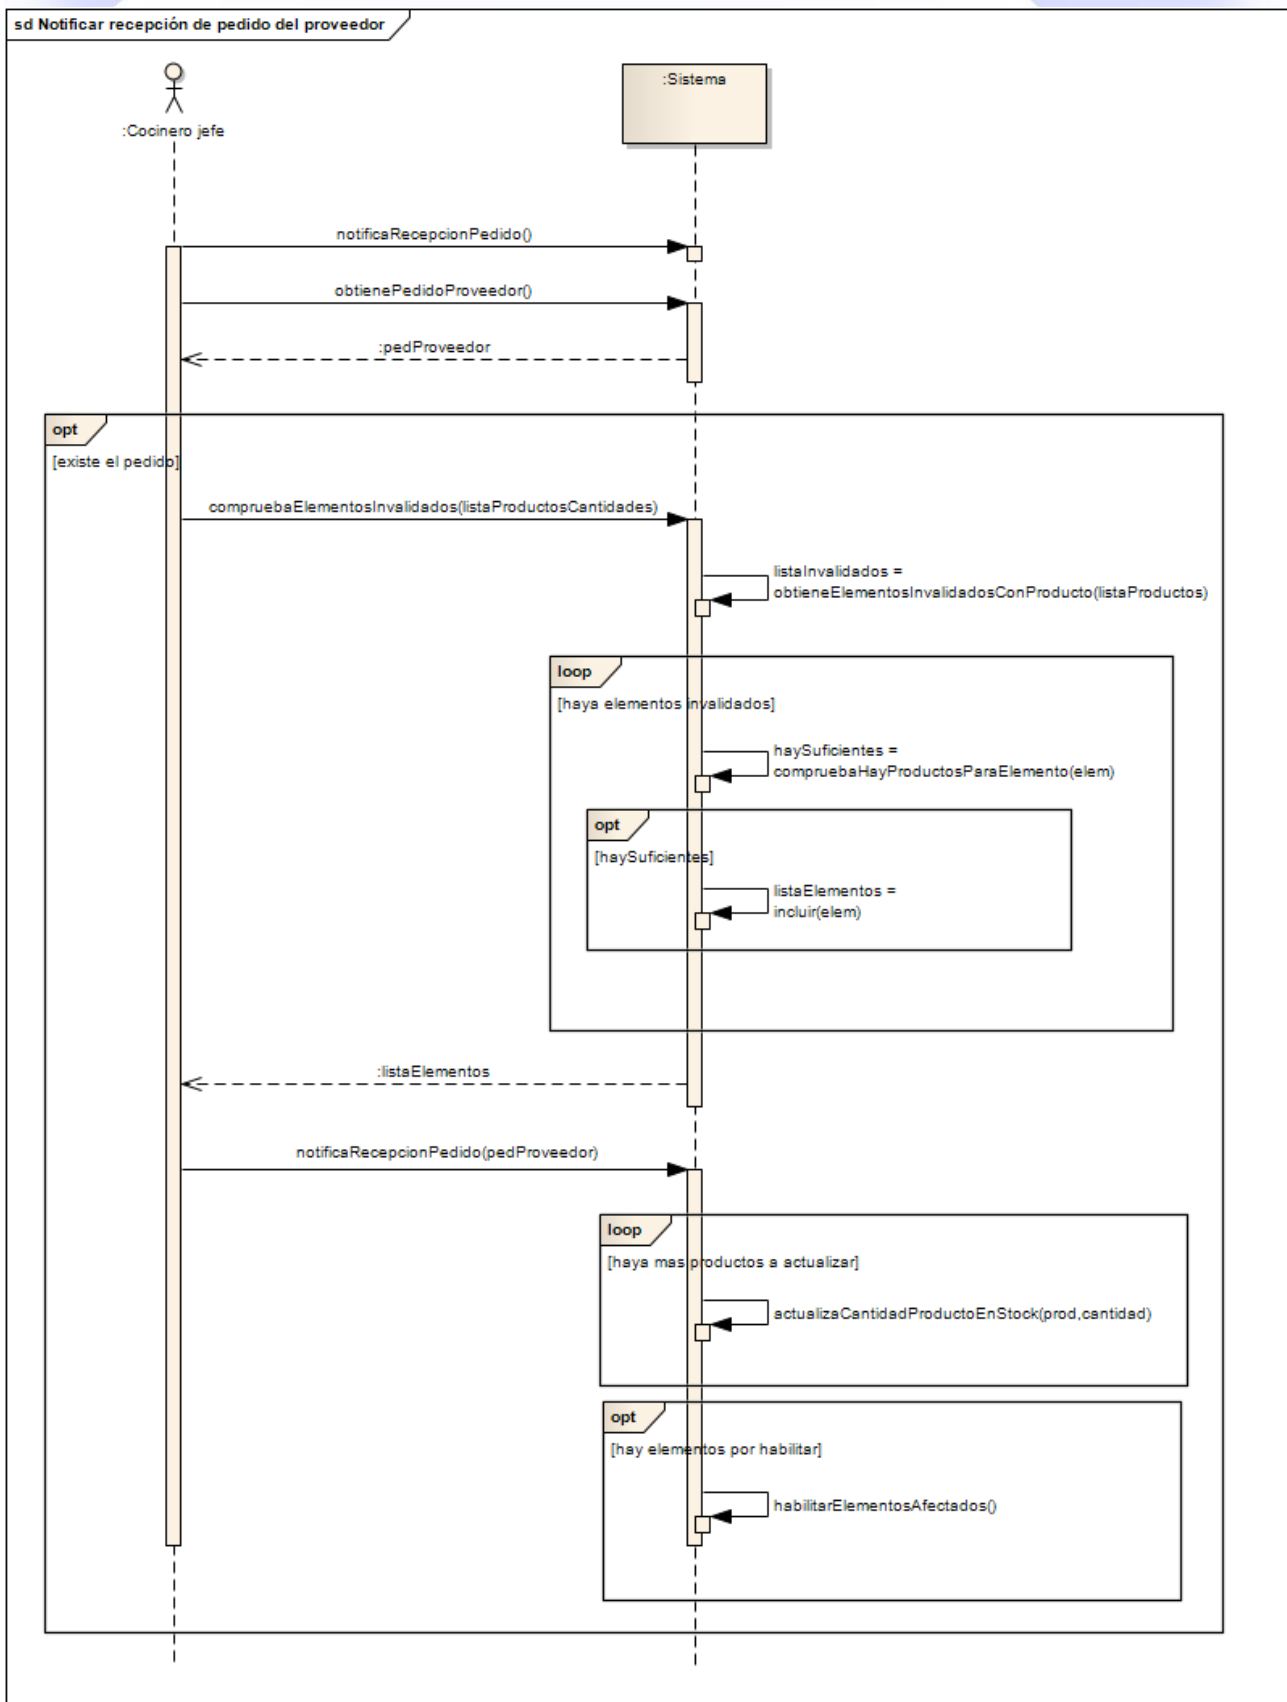 sd Notificar recepción de pedido del proveedor
:Sistema
:Cocinero jefe
notificaRecepcionPedido()
obtienePedidoProveedor()
:pedProveedor
opt
[existe el pedido]
compruebaElementosInvalidados(listaProductosCantidades)
listaInvalidados =
obtieneElementosInvalidadosConProducto(listaProductos)
loop
[haya elementos invalidados]
haySuficientes =
compruebaHayProductosParaElemento(elem)
opt
[haySuficientes]
listaElementos =
incluir(elem)
:listaElementos
notificaRecepcionPedido(pedProveedor)
loop
[haya mas productos a actualizar]
actualizaCantidadProductoEnStock(prod,cantidad)
opt
[hay elementos por habilitar]
habilitarElementosAfectados()